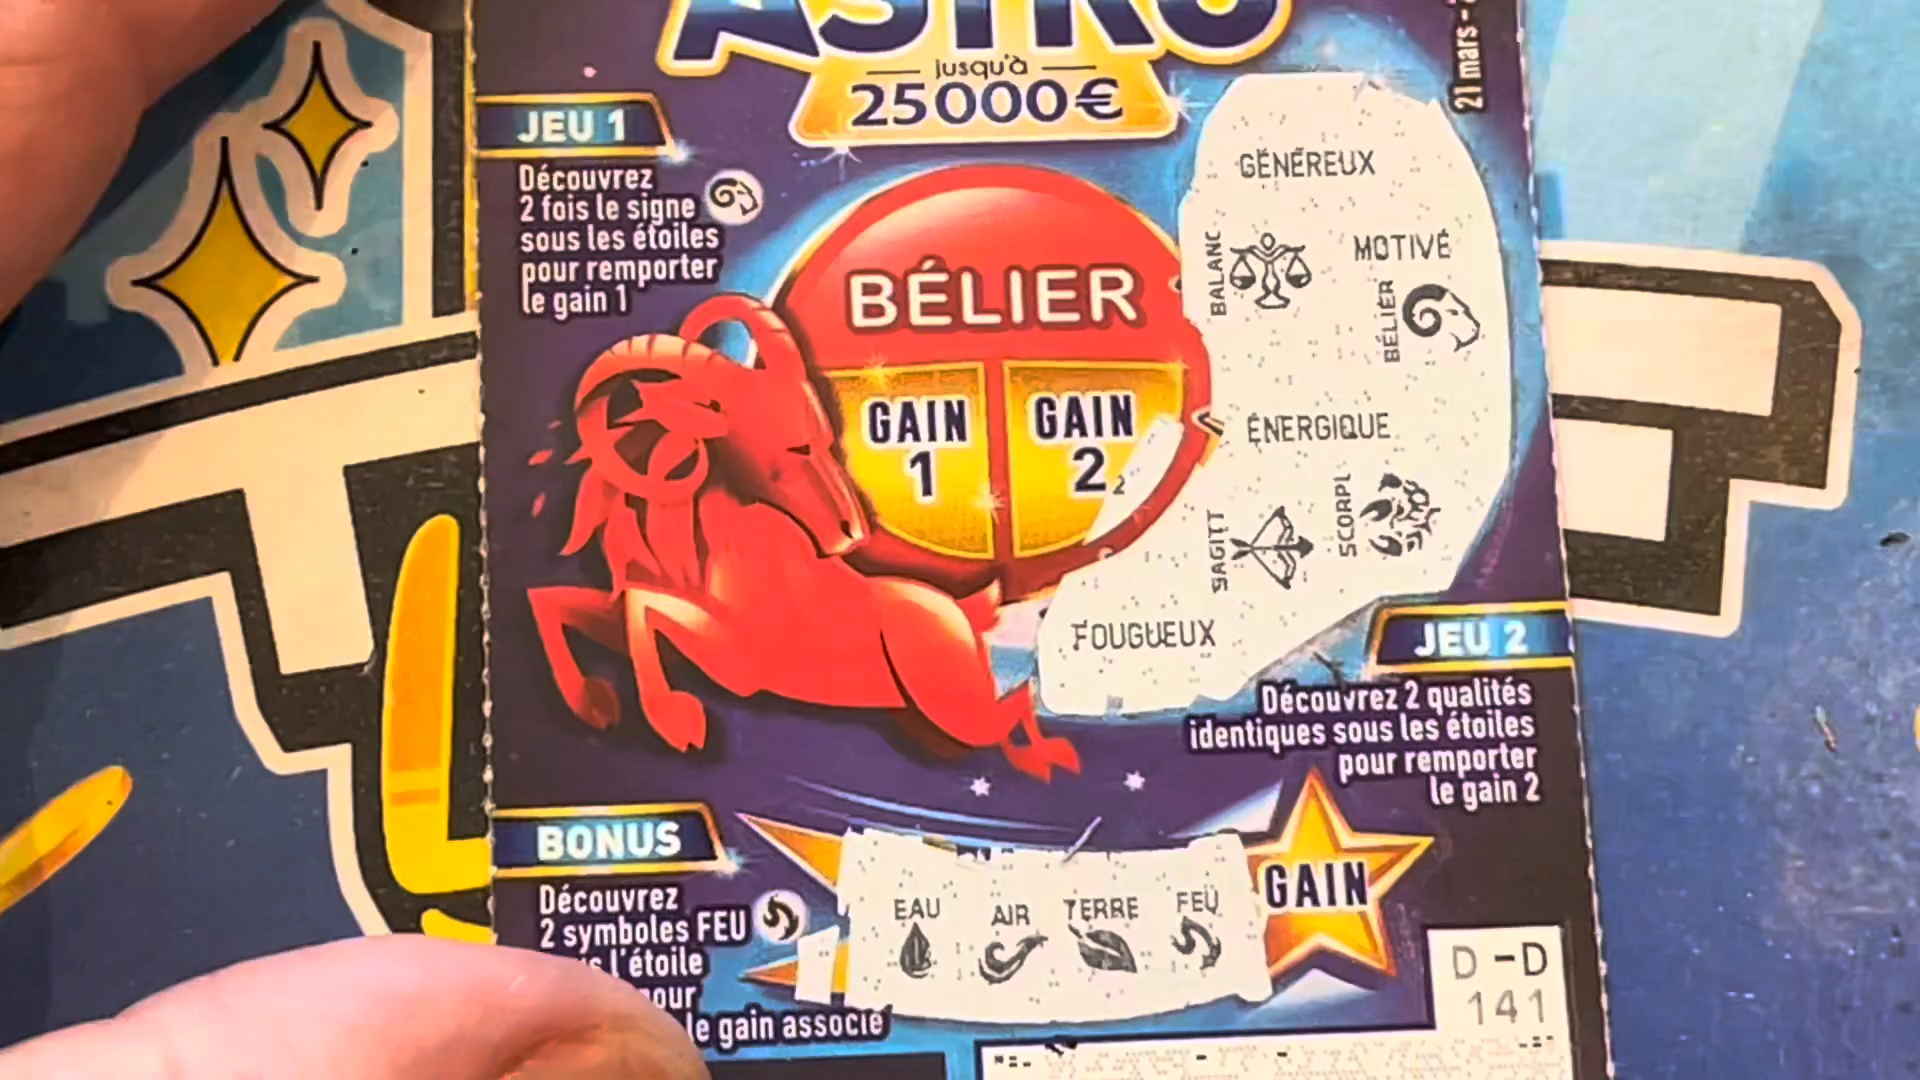 ASTRO
jusqu'à
25000€
21 mars -
JEU 1
Découvrez
2 fois le signe
sous les étoiles
pour remporter
le gain 1
BÉLIER
GAIN
1
GAIN
2
2
GÉNÉREUX
BALANC
MOTIVÉ
BÉLIER
ÉNERGIQUE
SAGITT
SCORPI
FOUGUEUX
JEU 2
Découvrez 2 qualités
identiques sous les étoiles
pour remporter
le gain 2
BONUS
Découvrez
2 symboles FEU
l'étoile
le gain associé
EAU
AIR
TERRE
FEU
GAIN
D-D
141